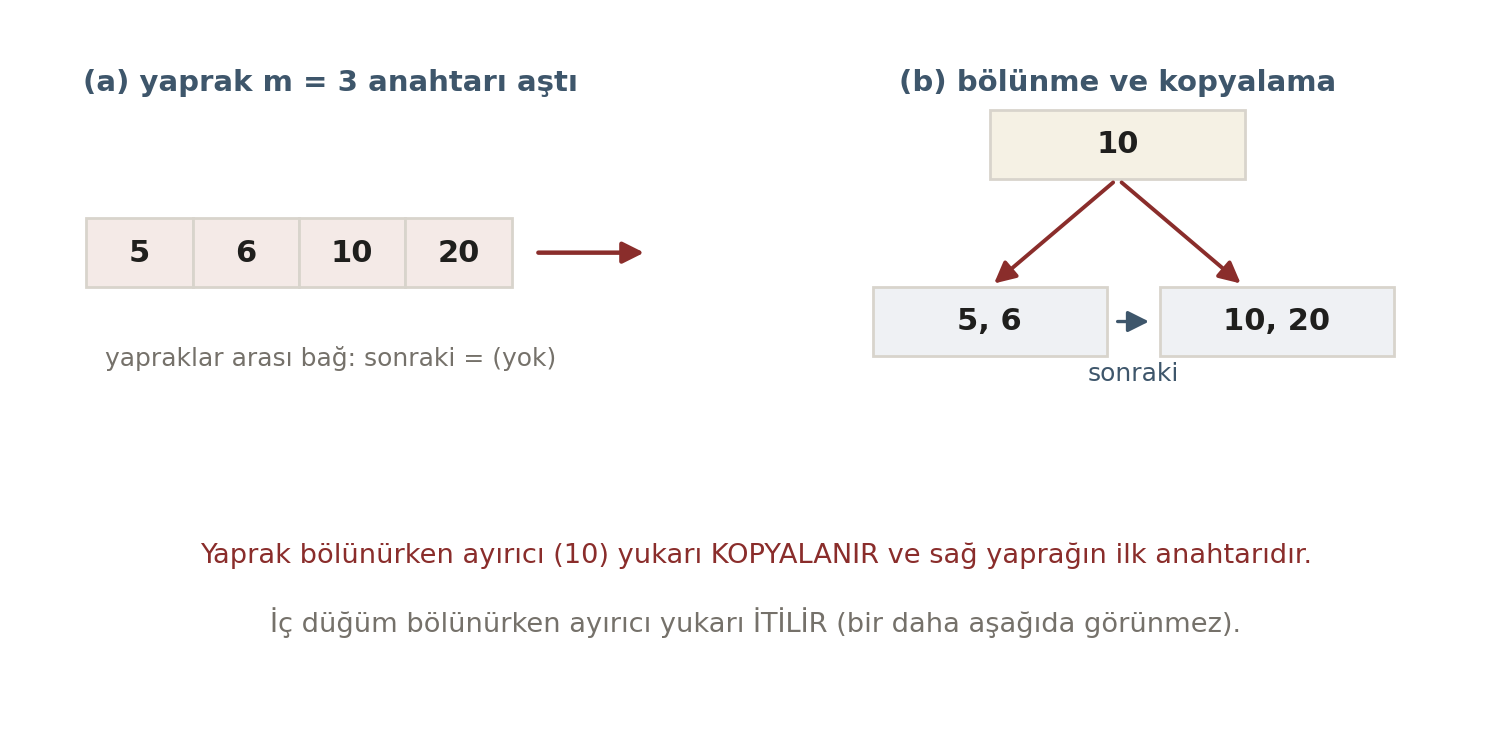 (a) yaprak m = 3 anahtarı aştı
5 6 10 20
yapraklar arası bağ: sonraki = (yok)
(b) bölünme ve kopyalama
10
5, 6
10, 20
sonraki
Yaprak bölünürken ayırıcı (10) yukarı KOPYALANIR ve sağ yaprağın ilk anahtarıdır.
İç düğüm bölünürken ayırıcı yukarı İTİLİR (bir daha aşağıda görünmez).